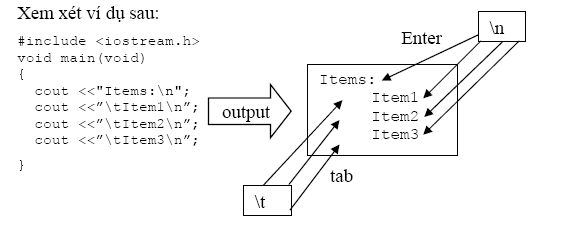 Xem xét ví dụ sau:
#include <iostream.h>
void main(void)
{
cout <<"Items:\n";
cout <<”\tItem1\n”;
cout <<”\tItem2\n”;
cout <<”\tItem3\n”;
}
output
Enter
\n
Items:
Item1
Item2
Item3
tab
\t